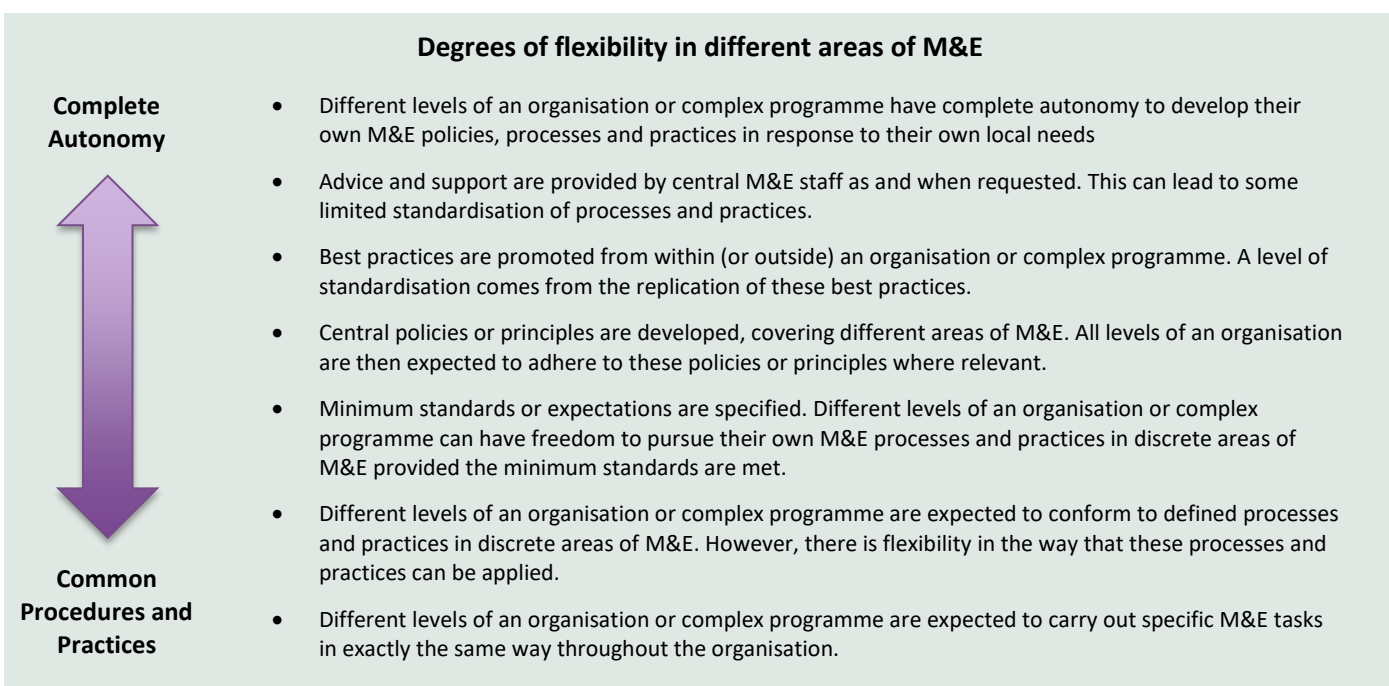 Degrees of flexibility in different areas of M&E
Complete
Autonomy
• Different levels of an organisation or complex programme have complete autonomy to develop their
own M&E policies, processes and practices in response to their own local needs
• Advice and support are provided by central M&E staff as and when requested. This can lead to some
limited standardisation of processes and practices.
• Best practices are promoted from within (or outside) an organisation or complex programme. A level of
standardisation comes from the replication of these best practices.
• Central policies or principles are developed, covering different areas of M&E. All levels of an organisation
are then expected to adhere to these policies or principles where relevant.
• Minimum standards or expectations are specified. Different levels of an organisation or complex
programme can have freedom to pursue their own M&E processes and practices in discrete areas of
M&E provided the minimum standards are met.
• Different levels of an organisation or complex programme are expected to conform to defined processes
and practices in discrete areas of M&E. However, there is flexibility in the way that these processes and
practices can be applied.
Common
Procedures and
Practices
• Different levels of an organisation or complex programme are expected to carry out specific M&E tasks
in exactly the same way throughout the organisation.